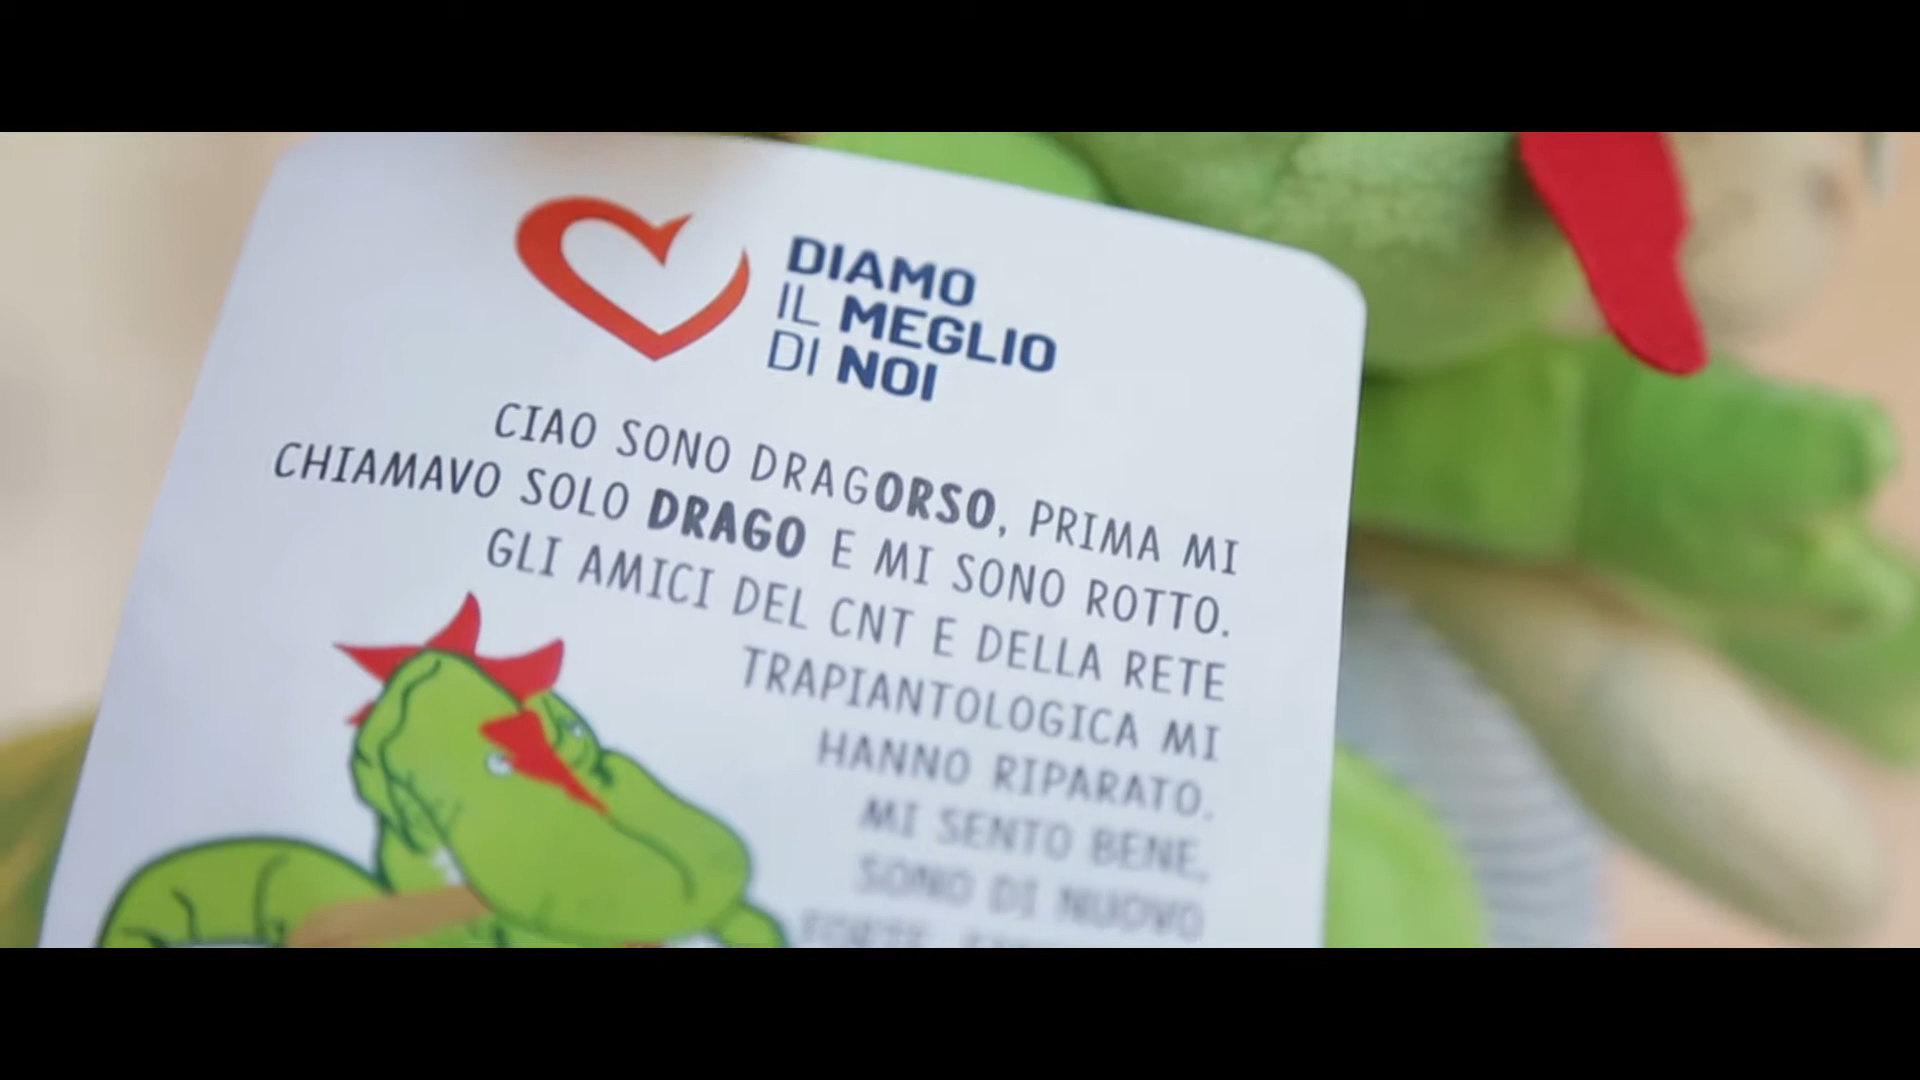 DIAMO
IL MEGLIO
DI NOI
CIAO SONO DRAGORSO, PRIMA MI
CHIAMAVO SOLO DRAGO E MI SONO ROTTO.
GLI AMICI DEL CNT E DELLA RETE
TRAPIANTOLOGICA MI
HANNO RIPARATO.
MI SENTO BENE,
SONO DI NUOVO
FORTE